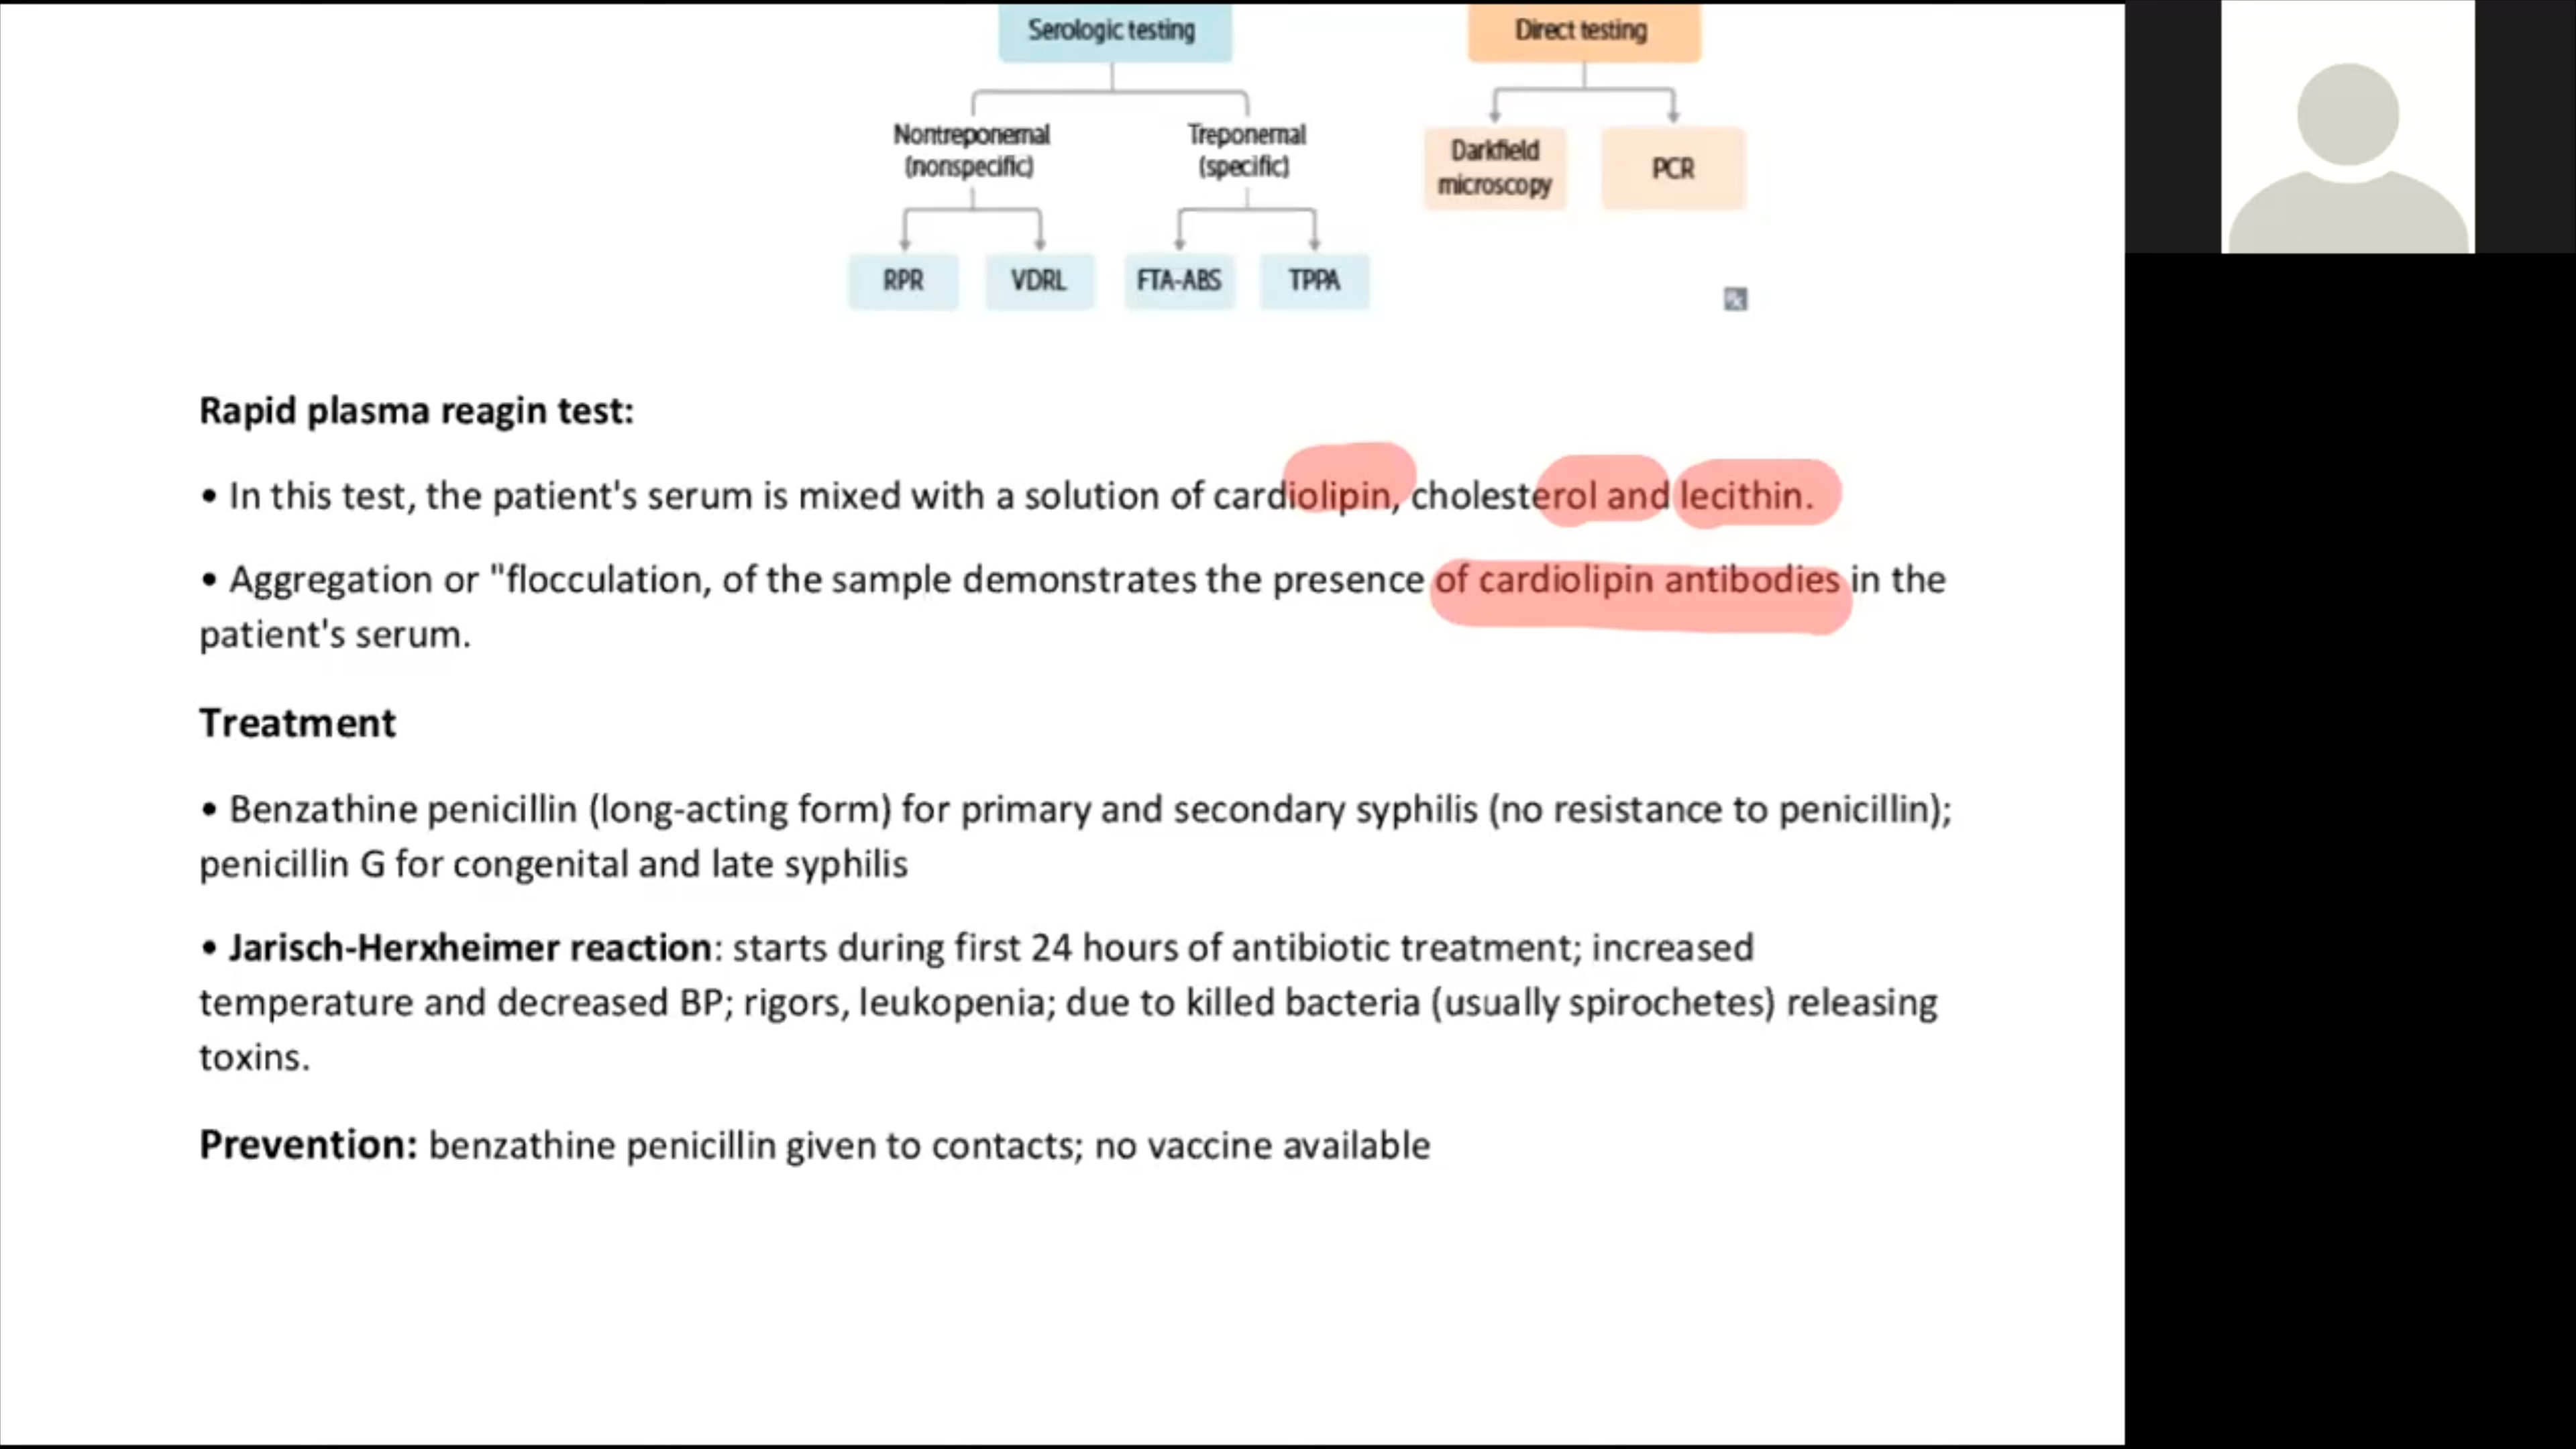 Serologic testing
Direct testing
Nontreponemal
(nonspecific)
Treponemal
(specific)
Darkfield
microscopy
PCR
RPR
VDRL
FTA-ABS
TPPA
Rapid plasma reagin test:
• In this test, the patient's serum is mixed with a solution of cardiolipin, cholesterol and lecithin.
• Aggregation or "flocculation, of the sample demonstrates the presence of cardiolipin antibodies in the
patient's serum.
Treatment
• Benzathine penicillin (long-acting form) for primary and secondary syphilis (no resistance to penicillin);
penicillin G for congenital and late syphilis
• Jarisch-Herxheimer reaction: starts during first 24 hours of antibiotic treatment; increased
temperature and decreased BP; rigors, leukopenia; due to killed bacteria (usually spirochetes) releasing
toxins.
Prevention: benzathine penicillin given to contacts; no vaccine available